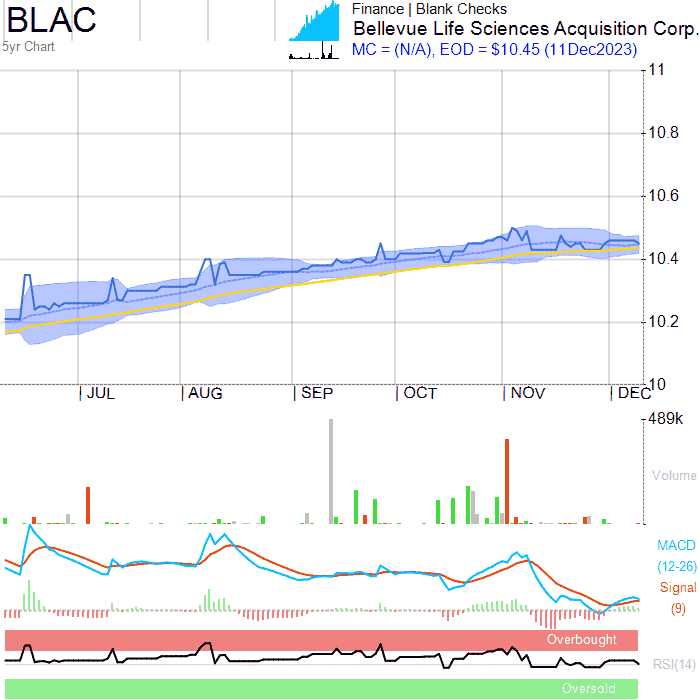 BLAC
5yr Chart
Finance | Blank Checks
Bellevue Life Sciences Acquisition Corp.
MC = (N/A), EOD = $10.45 (11Dec2023)
11
10.8
10.6
10.4
10.2
10
JUL AUG SEP OCT NOV DEC
489k
Volume
MACD
(12-26)
Signal
(9)
Overbought
RSI(14)
Oversold